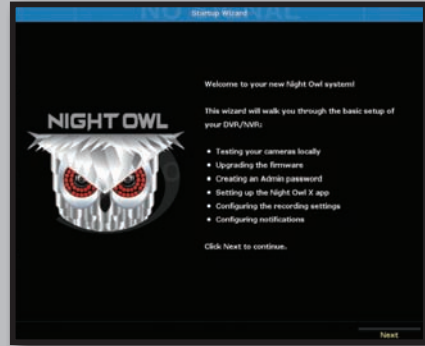 NO SIGNAL
Startup Wizard
Welcome to your new Night Owl system!
This wizard will walk you through the basic setup of
your DVR/NVR:
• Testing your cameras locally
• Upgrading the firmware
• Creating an Admin password
• Setting up the Night Owl X app
• Configuring the recording settings
• Configuring notifications
Click Next to continue.
NIGHT OWL
Next